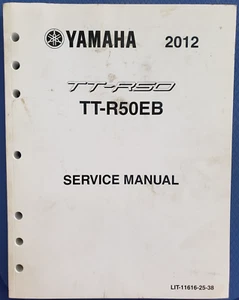 YAMAHA 2012
TT-R50
TT-R50EB
SERVICE MANUAL
LIT-11616-25-38